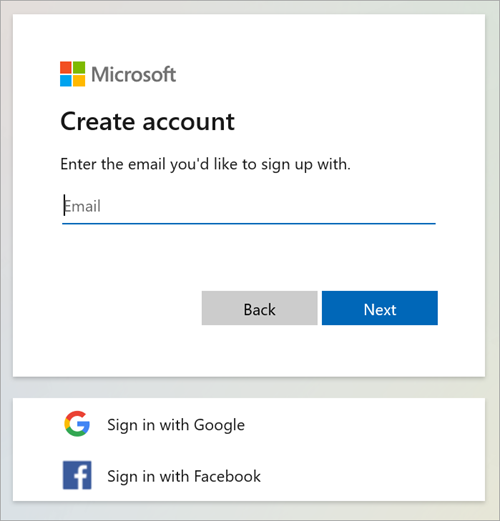 Microsoft
Create account
Enter the email you'd like to sign up with.
Email
Back
Next
Sign in with Google
Sign in with Facebook